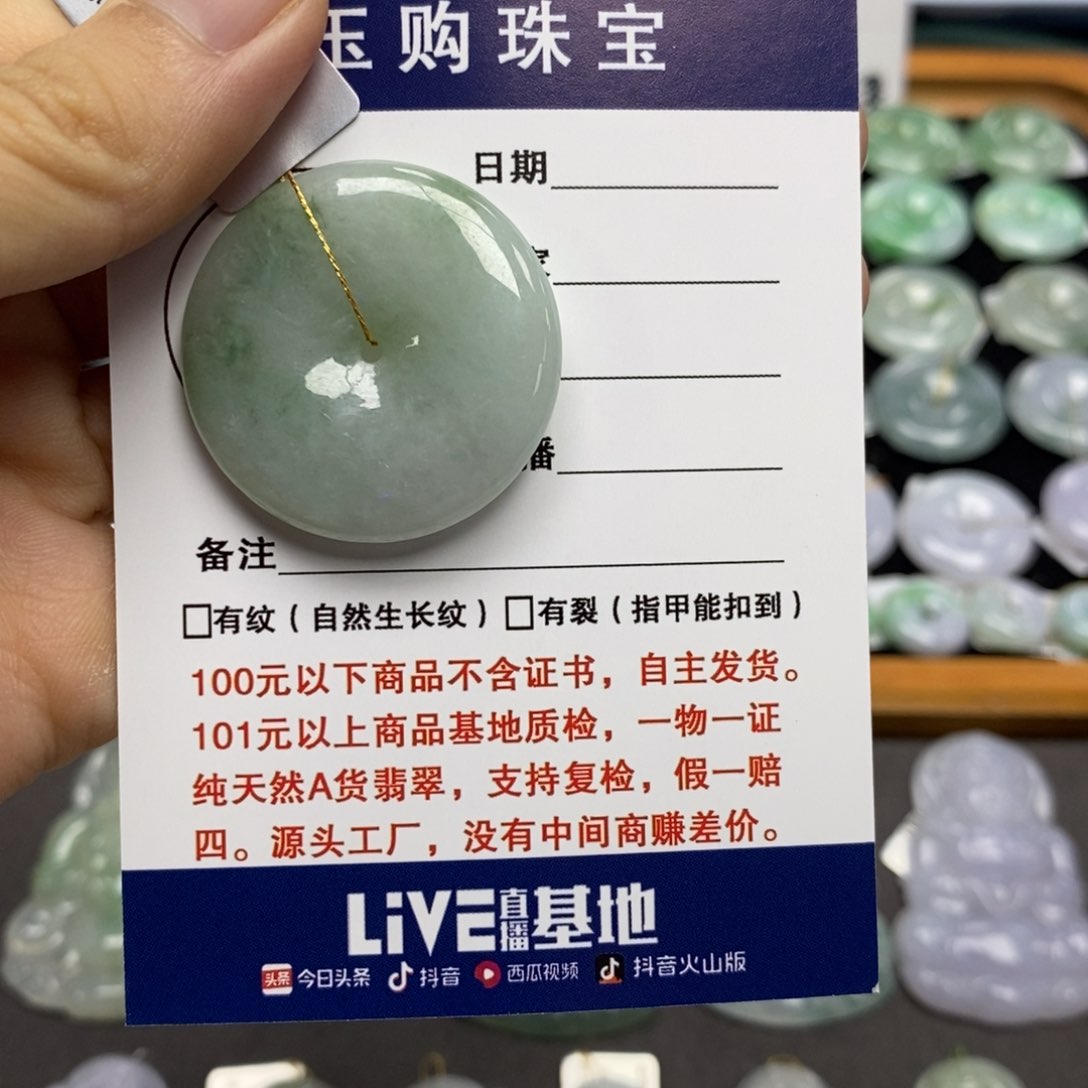 玉购珠宝
日期
播
备注
□有纹（自然生长纹）□有裂（指甲能扣到）
100元以下商品不含证书，自主发货。
101元以上商品基地质检，一物一证
纯天然A货翡翠，支持复检，假一赔
四。源头工厂，没有中间商赚差价。
LiVE直播基地
头条 今日头条 抖音 西瓜视频 抖音火山版